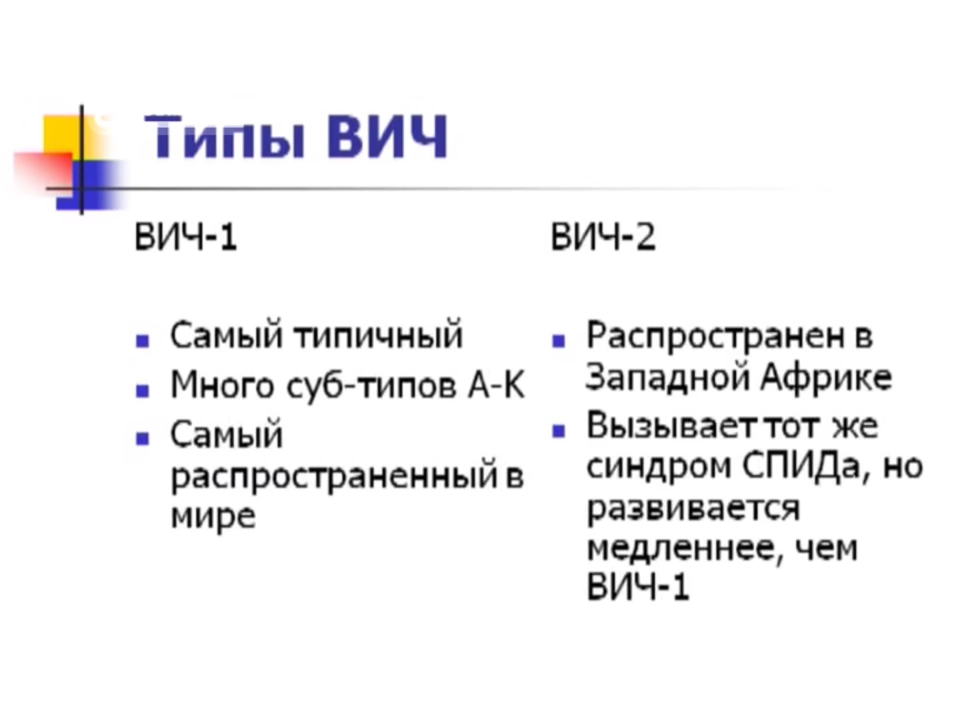 Типы ВИЧ
ВИЧ-1
Самый типичный
Много суб-типов А-К
Самый
распространенный в
мире
ВИЧ-2
Распространен в
Западной Африке
Вызывает тот же
синдром СПИДа, но
развивается
медленнее, чем
ВИЧ-1